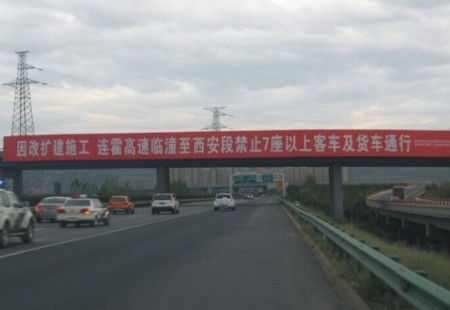 因改扩建施工 连霍高速临潼至西安段禁止7座以上客车及货车通行